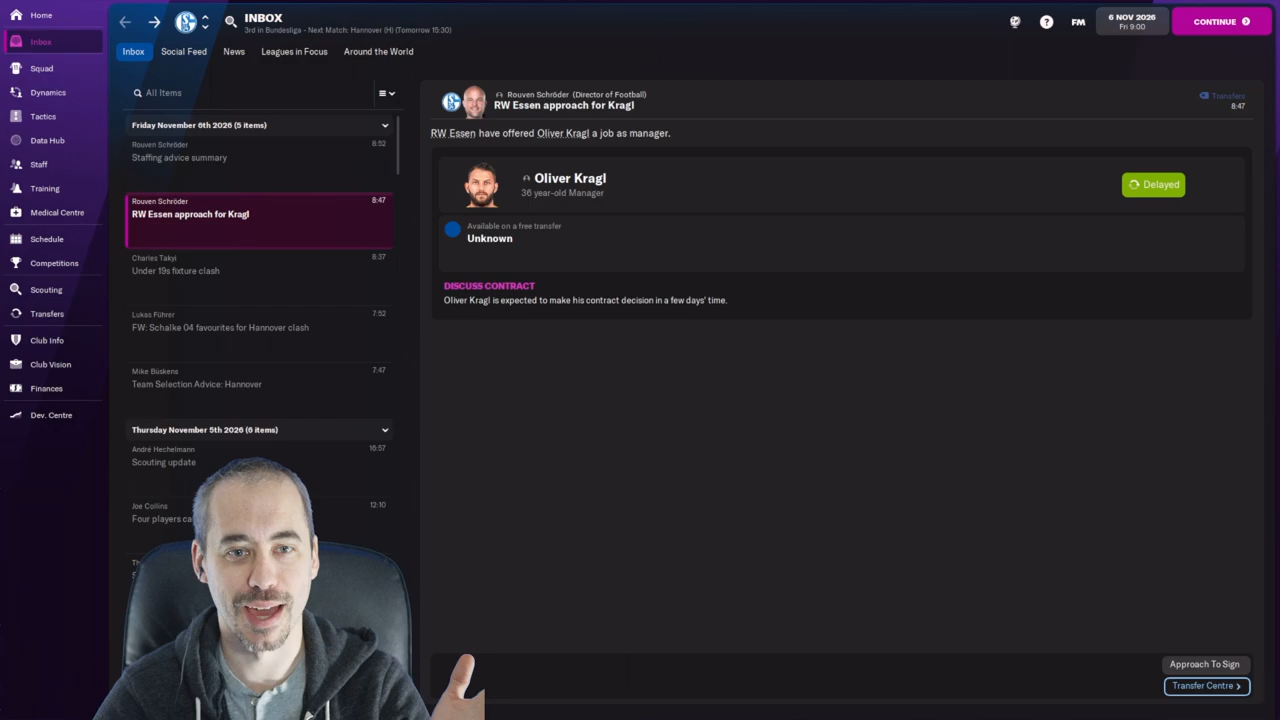 Home
Inbox
Squad
Dynamics
Tactics
Data Hub
Staff
Training
Medical Centre
Schedule
Competitions
Scouting
Transfers
Club Info
Club Vision
Finances
Dev. Centre
INBOX
3rd in Bundesliga - Next Match: Hannover (H) (Tomorrow 15:30)
?
FM
6 NOV 2026
Fri 9:00
CONTINUE
Inbox
Social Feed
News
Leagues in Focus
Around the World
All Items
Friday November 6th 2026 (5 items)
Rouven Schröder 8:52
Staffing advice summary
Rouven Schröder 8:47
RW Essen approach for Kragl
Charles Takyi 8:37
Under 19s fixture clash
Lukas Führer 7:52
FW: Schalke 04 favourites for Hannover clash
Mike Büskens 7:47
Team Selection Advice: Hannover
Thursday November 5th 2026 (6 items)
André Hechelmann 16:57
Scouting update
Joe Collins 12:10
Four players
Rouven Schröder (Director of Football)
RW Essen approach for Kragl
Transfers
8:47
RW Essen have offered Oliver Kragl a job as manager.
Oliver Kragl
36 year-old Manager
Delayed
Available on a free transfer
Unknown
DISCUSS CONTRACT
Oliver Kragl is expected to make his contract decision in a few days' time.
Approach To Sign
Transfer Centre